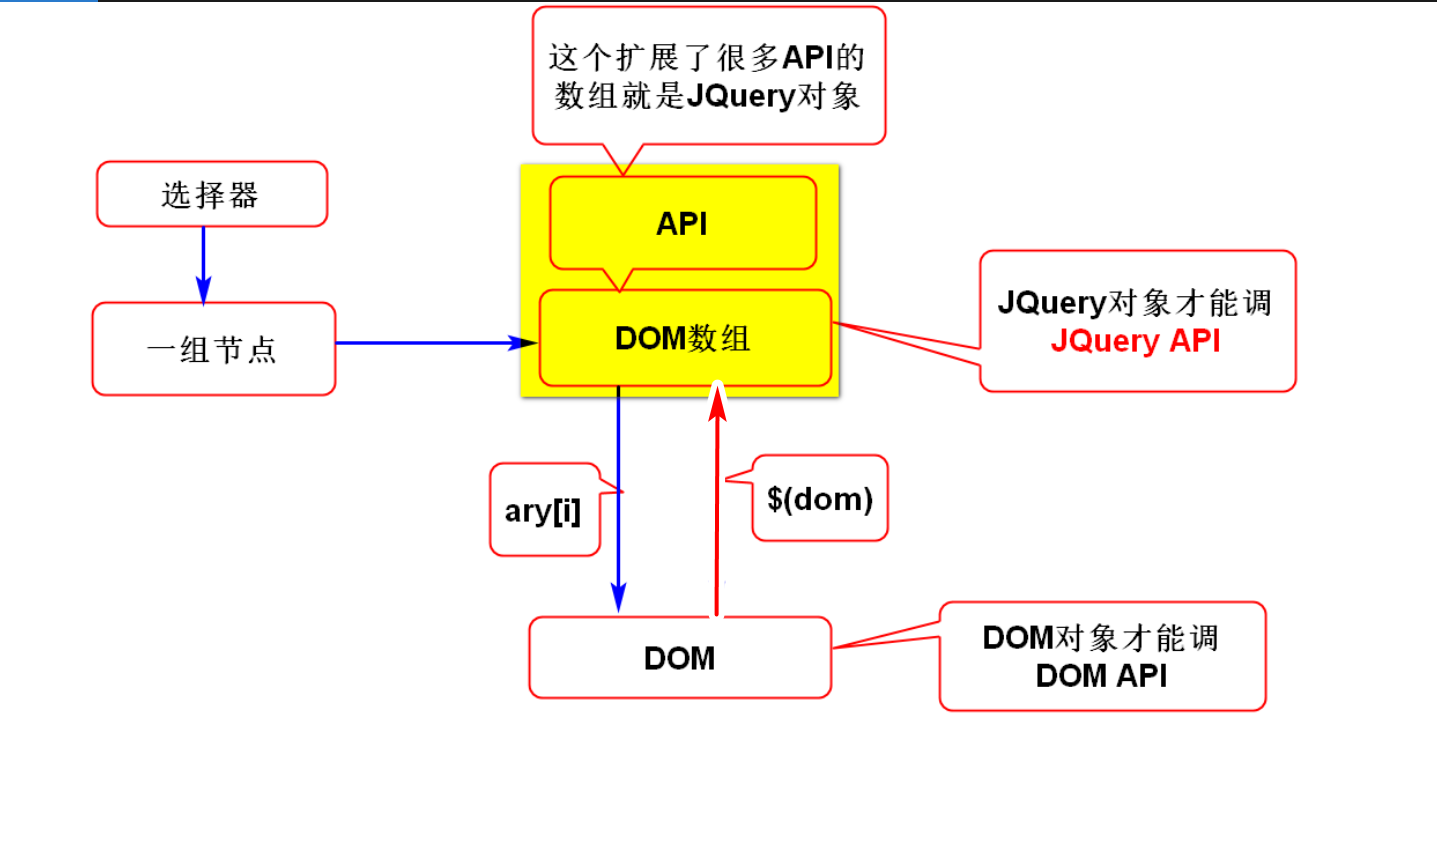 这个扩展了很多API的
数组就是JQuery对象
选择器
API
一组节点
DOM数组
JQuery对象才能调
JQuery API
ary[i]
$(dom)
DOM
DOM对象才能调
DOM API